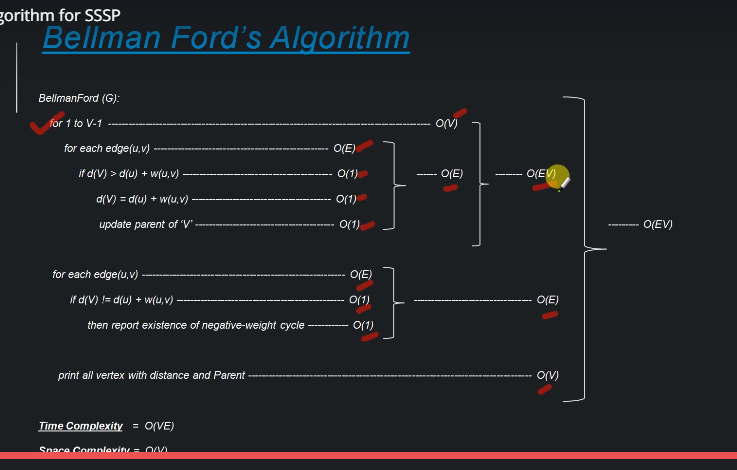 gorithm for SSSP
Bellman Ford's Algorithm
BellmanFord (G):
for 1 to V-1 ---------- O(V)
for each edge(u,v) ---------- O(E)
if d(V) > d(u) + w(u,v) ---------- O(1) ------ O(E) -------- O(EV)
d(V) = d(u) + w(u,v) ---------- O(1)
update parent of 'V' ---------- O(1) --------- O(EV)
for each edge(u,v) ---------- O(E)
if d(V) != d(u) + w(u,v) ---------- O(1) ---------- O(E)
then report existence of negative-weight cycle ---------- O(1)
print all vertex with distance and Parent ---------- O(V)
Time Complexity = O(VE)
Space Complexity = O(V)